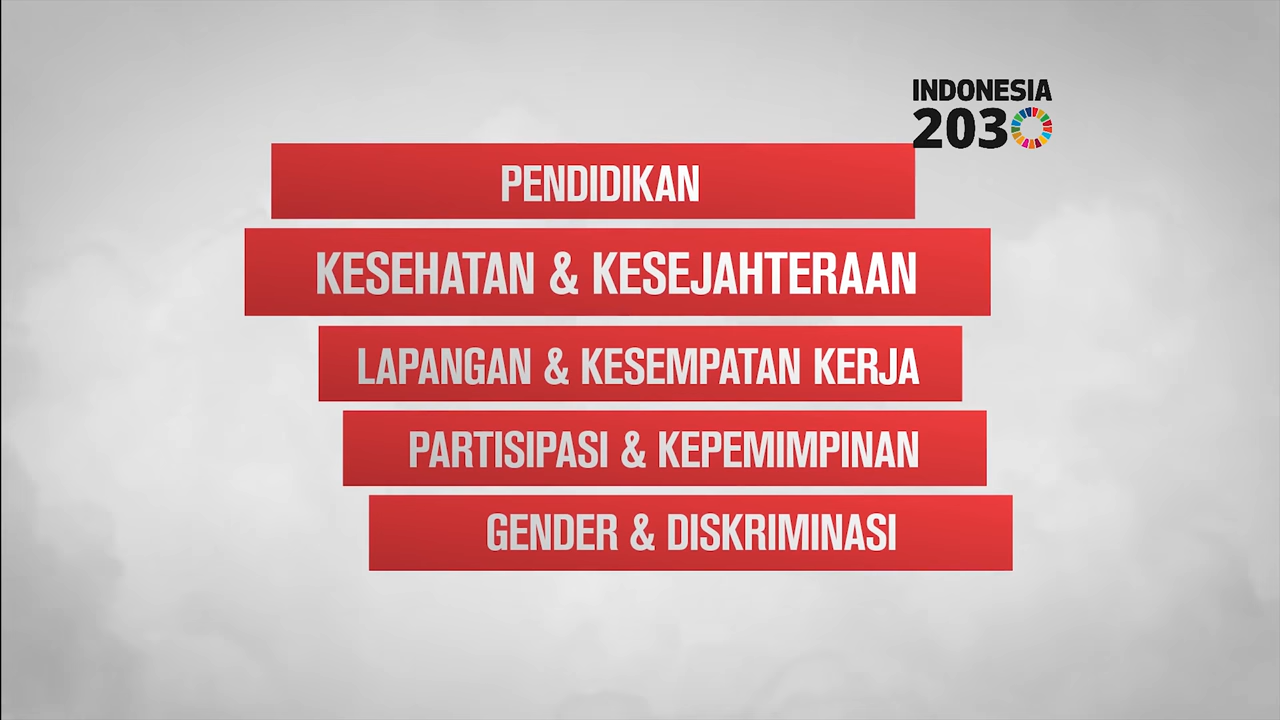 INDONESIA
2030
PENDIDIKAN
KESEHATAN & KESEJAHTERAAN
LAPANGAN & KESEMPATAN KERJA
PARTISIPASI & KEPEMIMPINAN
GENDER & DISKRIMINASI